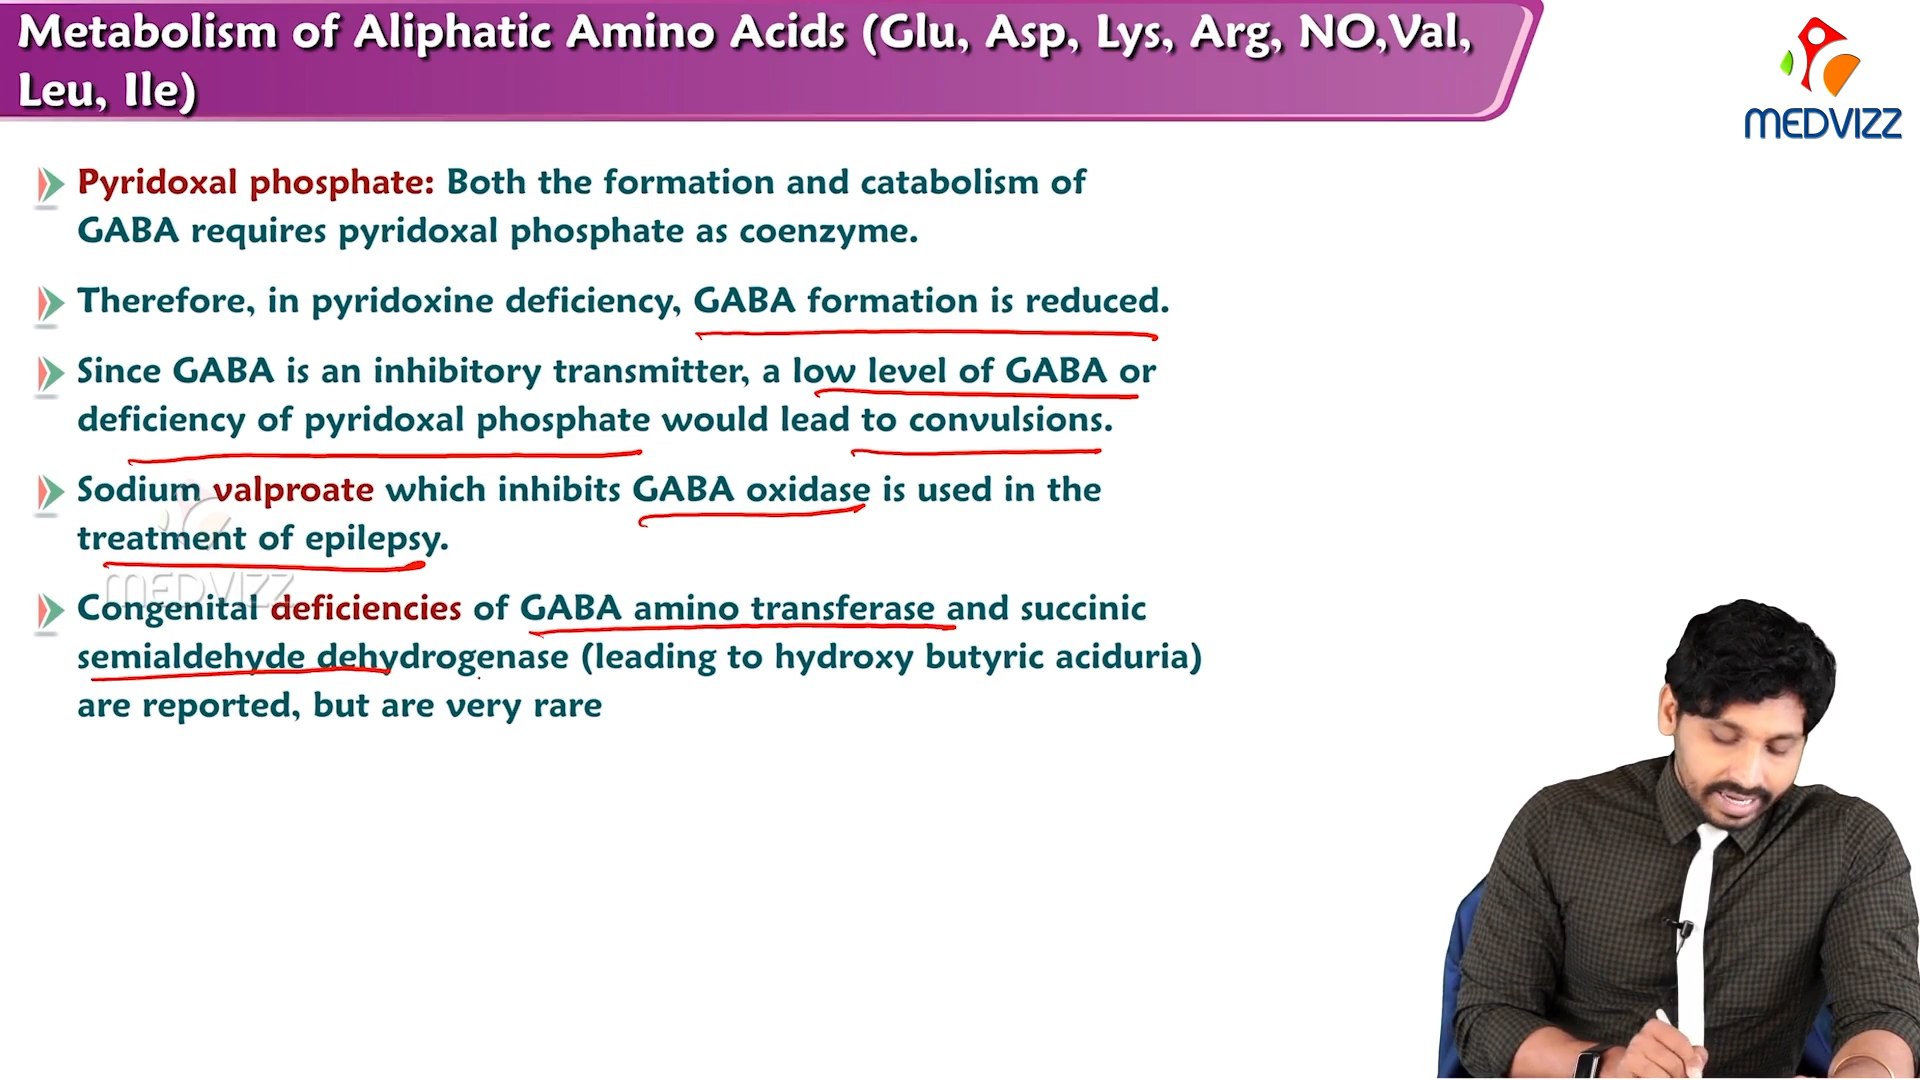 Metabolism of Aliphatic Amino Acids (Glu, Asp, Lys, Arg, NO,Val,
Leu, Ile)
MEDVIZZ
Pyridoxal phosphate: Both the formation and catabolism of
GABA requires pyridoxal phosphate as coenzyme.
Therefore, in pyridoxine deficiency, GABA formation is reduced.
Since GABA is an inhibitory transmitter, a low level of GABA or
deficiency of pyridoxal phosphate would lead to convulsions.
Sodium valproate which inhibits GABA oxidase is used in the
treatment of epilepsy.
MEDVIZZ
Congenital deficiencies of GABA amino transferase and succinic
semialdehyde dehydrogenase (leading to hydroxy butyric aciduria)
are reported, but are very rare